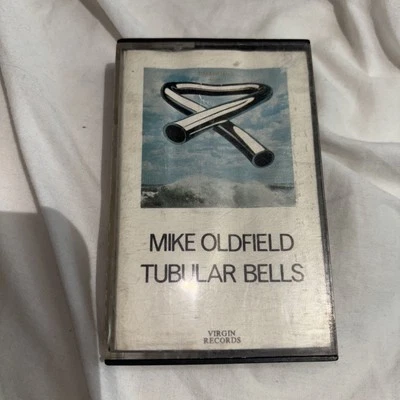 MIKE OLDFIELD
TUBULAR BELLS
VIRGIN
RECORDS